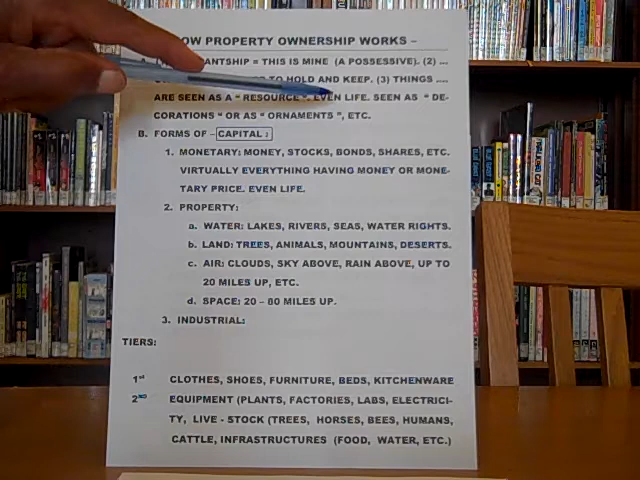 OW PROPERTY OWNERSHIP WORKS –
A. ANTSHIP = THIS IS MINE (A POSSESSIVE). (2) ...
TO HOLD AND KEEP. (3) THINGS ....
ARE SEEN AS A " RESOURCE ". EVEN LIFE. SEEN AS " DE-
CORATIONS " OR AS " ORNAMENTS ", ETC.
B. FORMS OF – CAPITAL :
1. MONETARY: MONEY, STOCKS, BONDS, SHARES, ETC.
VIRTUALLY EVERYTHING HAVING MONEY OR MONE-
TARY PRICE. EVEN LIFE.
2. PROPERTY:
a. WATER: LAKES, RIVERS, SEAS, WATER RIGHTS.
b. LAND: TREES, ANIMALS, MOUNTAINS, DESERTS.
c. AIR: CLOUDS, SKY ABOVE, RAIN ABOVE, UP TO
20 MILES UP, ETC.
d. SPACE: 20 – 80 MILES UP.
3. INDUSTRIAL:
TIERS:
1st CLOTHES, SHOES, FURNITURE, BEDS, KITCHENWARE
2ND EQUIPMENT (PLANTS, FACTORIES, LABS, ELECTRICI-
TY, LIVE - STOCK (TREES, HORSES, BEES, HUMANS,
CATTLE, INFRASTRUCTURES (FOOD, WATER, ETC.)